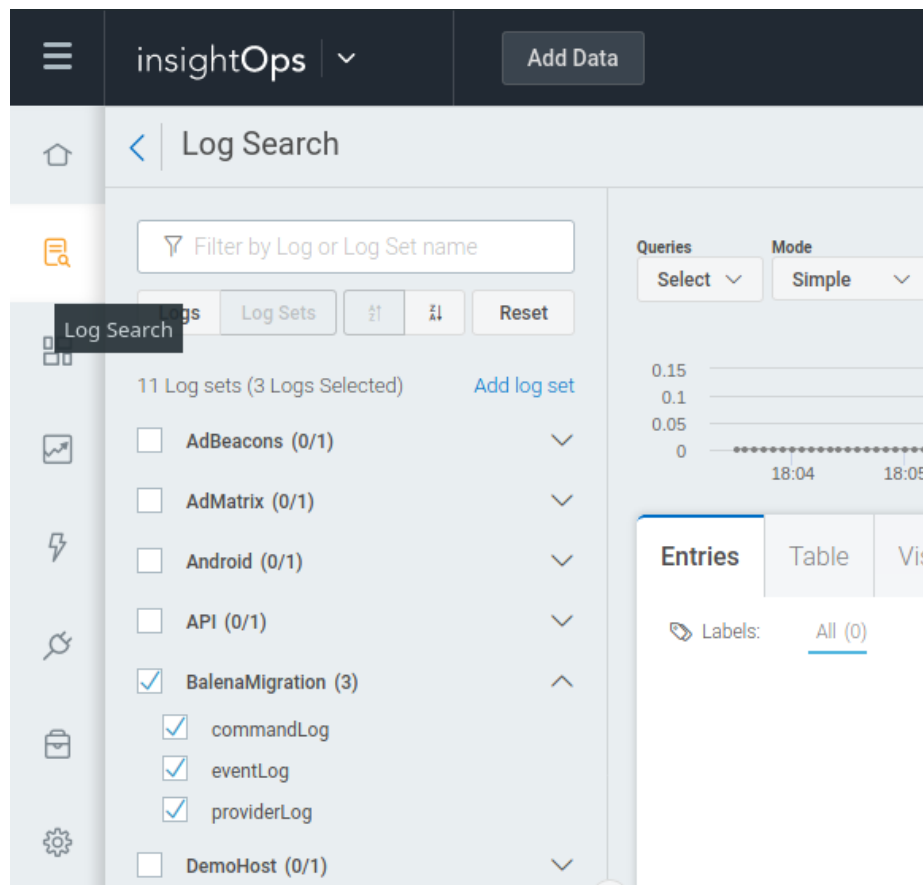 insightOps
Add Data
Log Search
Filter by Log or Log Set name
Log Sets
Reset
Log Search
11 Log sets (3 Logs Selected)
Add log set
AdBeacons (0/1)
AdMatrix (0/1)
Android (0/1)
API (0/1)
BalenaMigration (3)
commandLog
eventLog
providerLog
DemoHost (0/1)
Queries
Mode
Select
Simple
0.15
0.1
0.05
0
18:04
18:05
Entries
Table
Labels:
All (0)